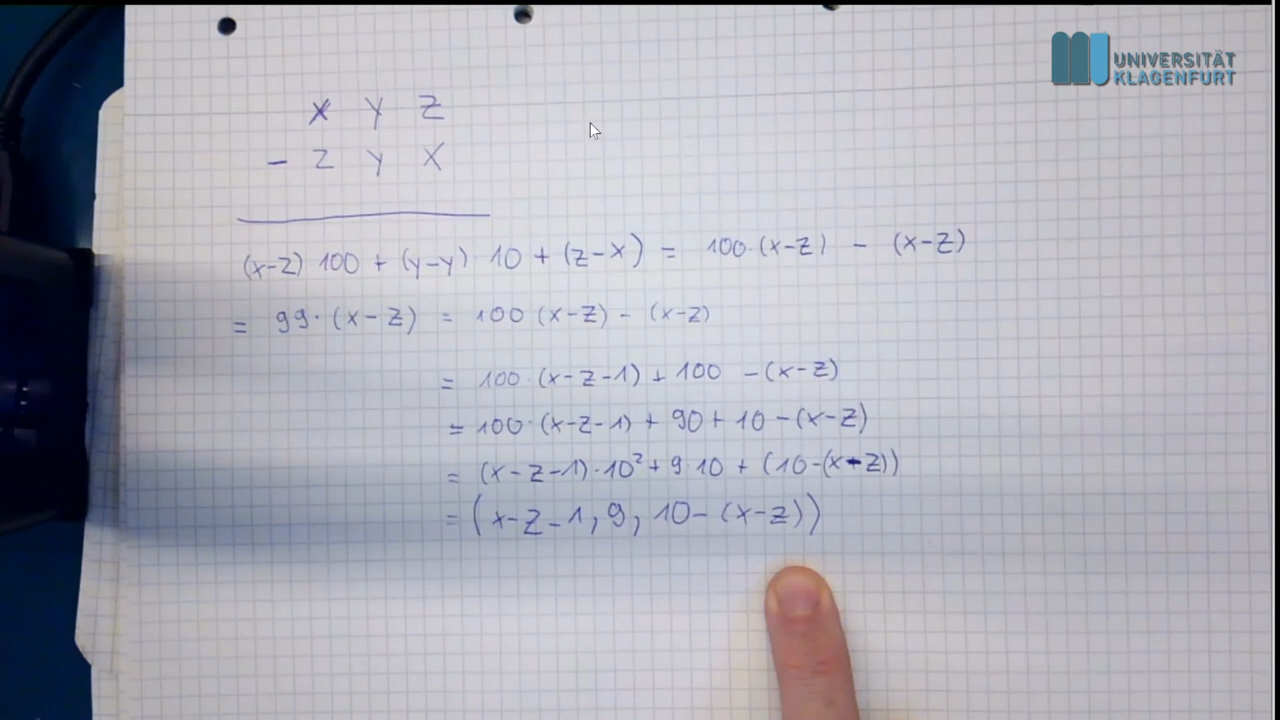 UNIVERSITÄT
KLAGENFURT
x y z
- z y x
(x-z) 100 + (y-y) · 10 + (z-x) = 100·(x-z) - (x-z)
= 99·(x-z) = 100 (x-z) - (x-z)
= 100·(x-z-1) + 100 -(x-z)
= 100·(x-z-1) + 90 + 10 -(x-z)
= (x-z-1)·10² + 9·10 + (10-(x-z))
= (x-z-1, 9, 10-(x-z))